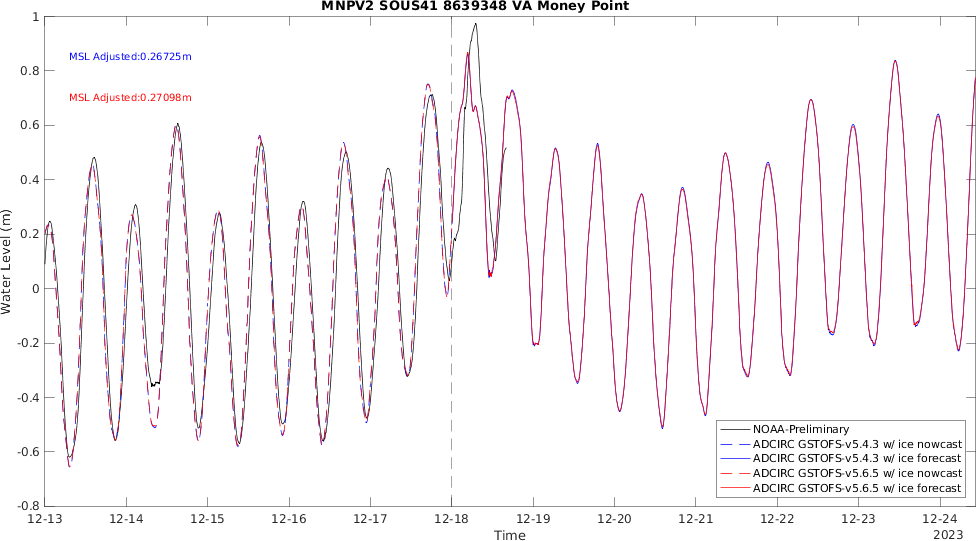 MNPV2 SOUS41 8639348 VA Money Point
MSL Adjusted:0.26725m
MSL Adjusted:0.27098m
Water Level (m)
1
0.8
0.6
0.4
0.2
0
-0.2
-0.4
-0.6
-0.8
NOAA-Preliminary
ADCIRC GSTOFS-v5.4.3 w/ ice nowcast
ADCIRC GSTOFS-v5.4.3 w/ ice forecast
ADCIRC GSTOFS-v5.6.5 w/ ice nowcast
ADCIRC GSTOFS-v5.6.5 w/ ice forecast
12-13 12-14 12-15 12-16 12-17 12-18 12-19 12-20 12-21 12-22 12-23 12-24
Time
2023